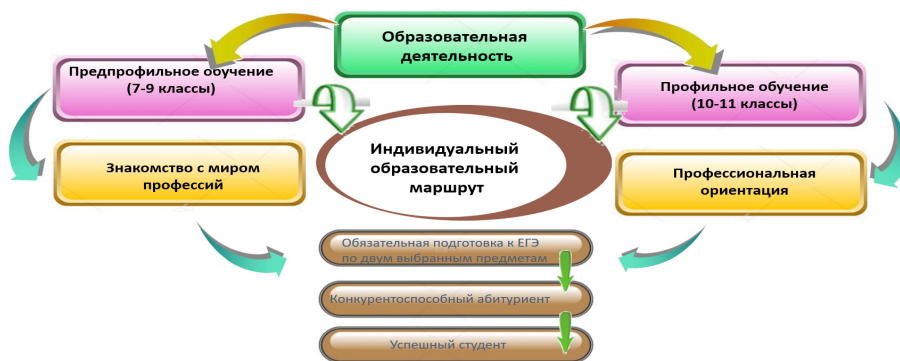 Образовательная
деятельность
Предпрофильное обучение
(7-9 классы)
Профильное обучение
(10-11 классы)
Индивидуальный
образовательный
маршрут
Знакомство с миром
профессий
Профессиональная
ориентация
Обязательная подготовка к ЕГЭ
по двум выбранным предметам
Конкурентоспособный абитуриент
Успешный студент